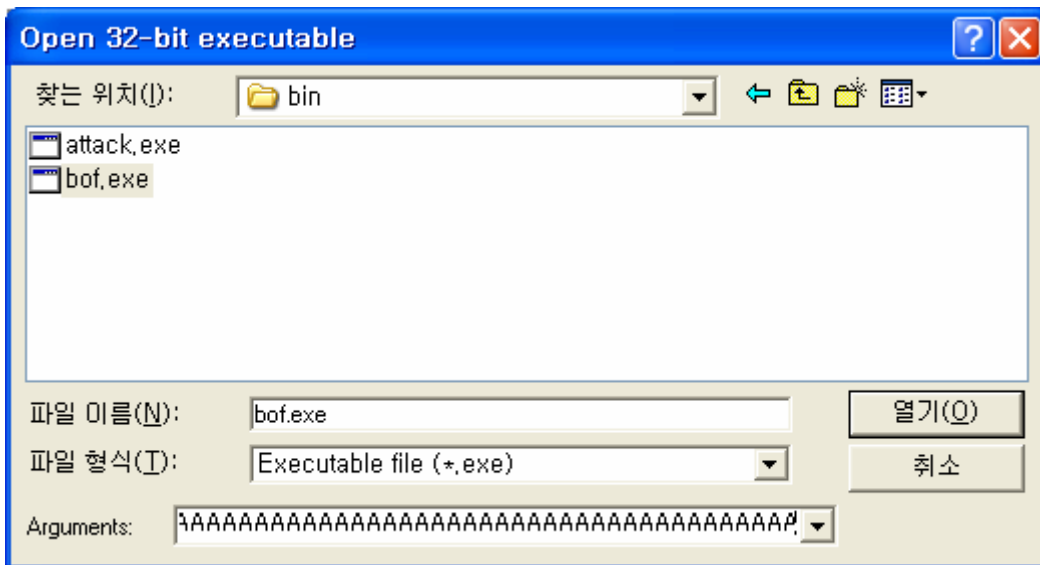 Open 32-bit executable
찾는 위치(I): bin
attack.exe
bof.exe
파일 이름(N): bof.exe 열기(O)
파일 형식(T): Executable file (*.exe) 취소
Arguments: